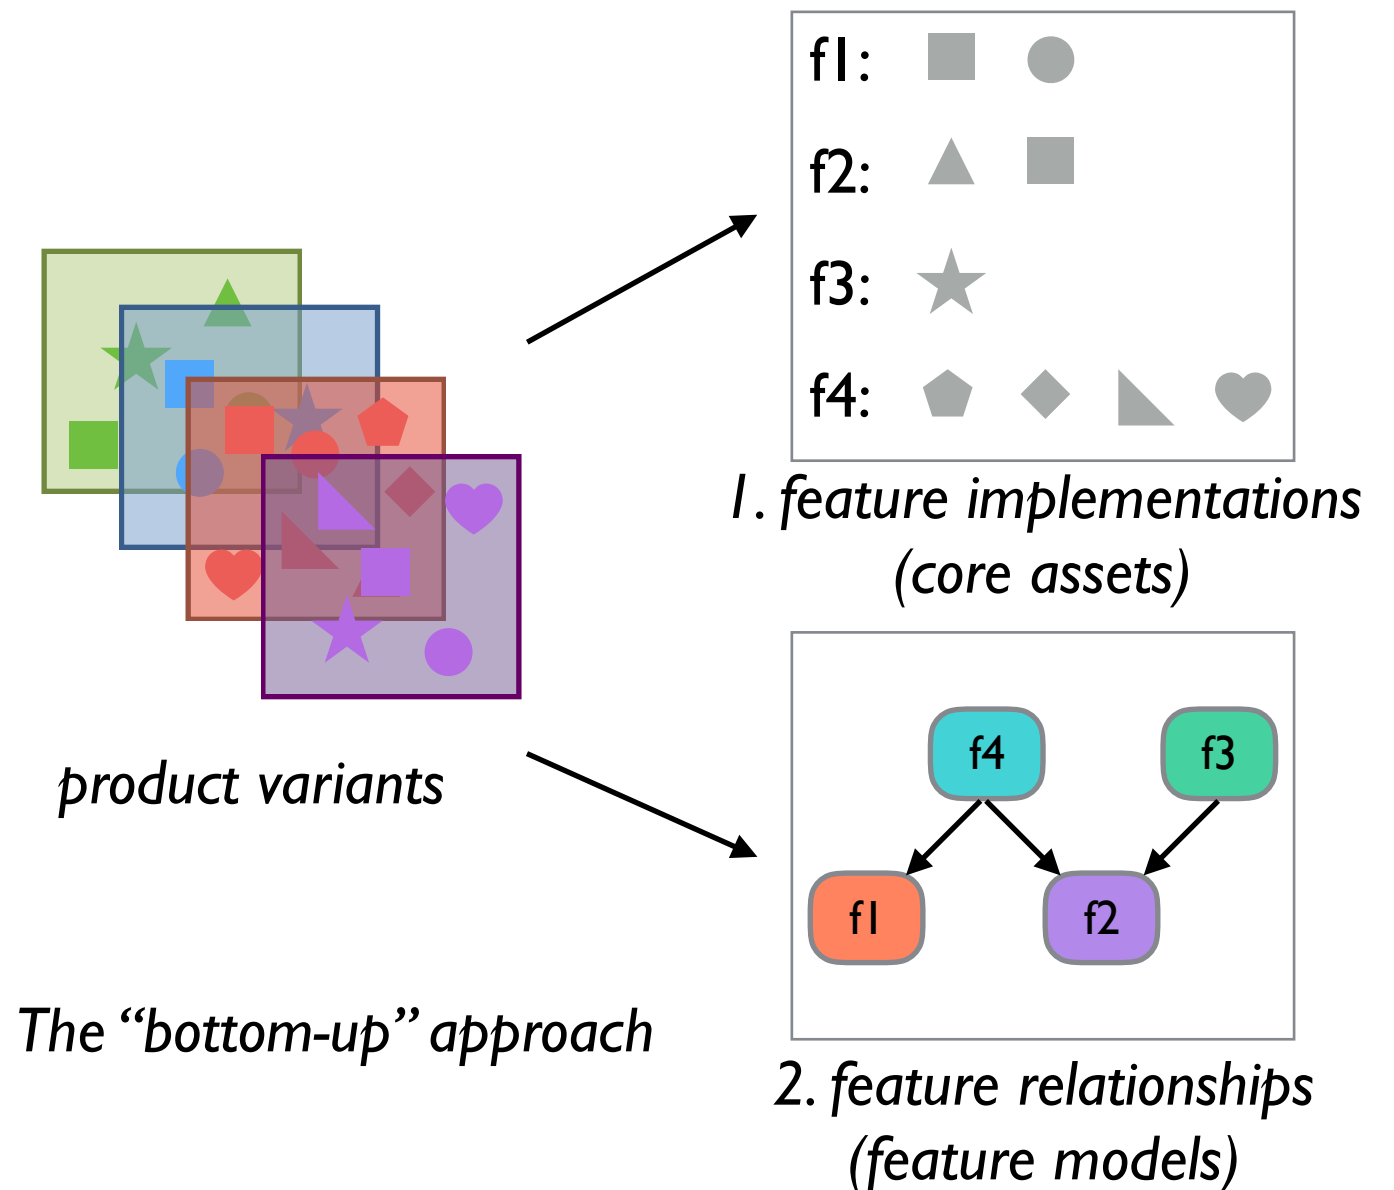 product variants
The “bottom-up” approach
f1:
f2:
f3:
f4:
1. feature implementations
(core assets)
f4
f3
f1
f2
2. feature relationships
(feature models)